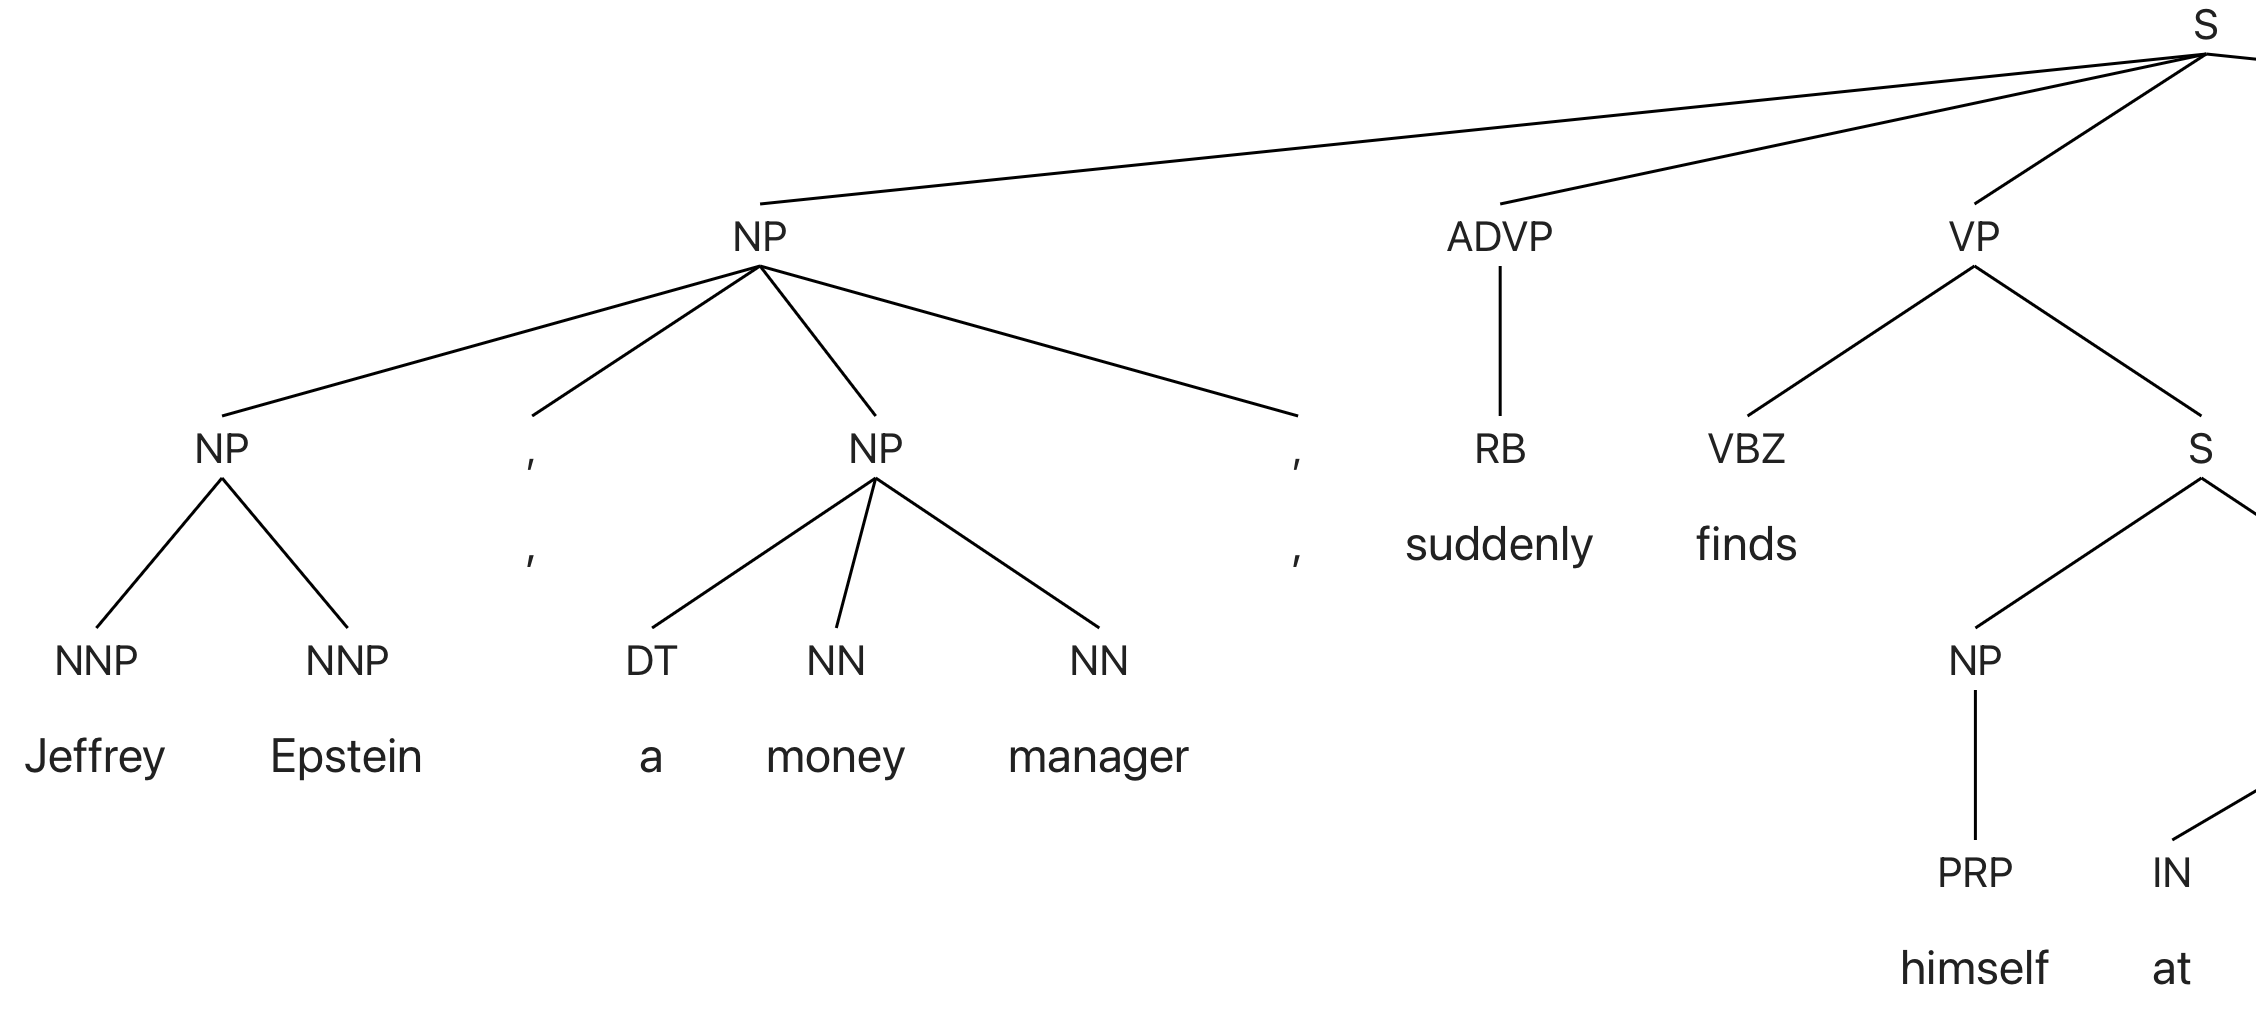 S
NP ADVP VP
NP , NP , RB VBZ S
, , suddenly finds
NNP NNP DT NN NN NP
Jeffrey Epstein a money manager
PRP IN
himself at